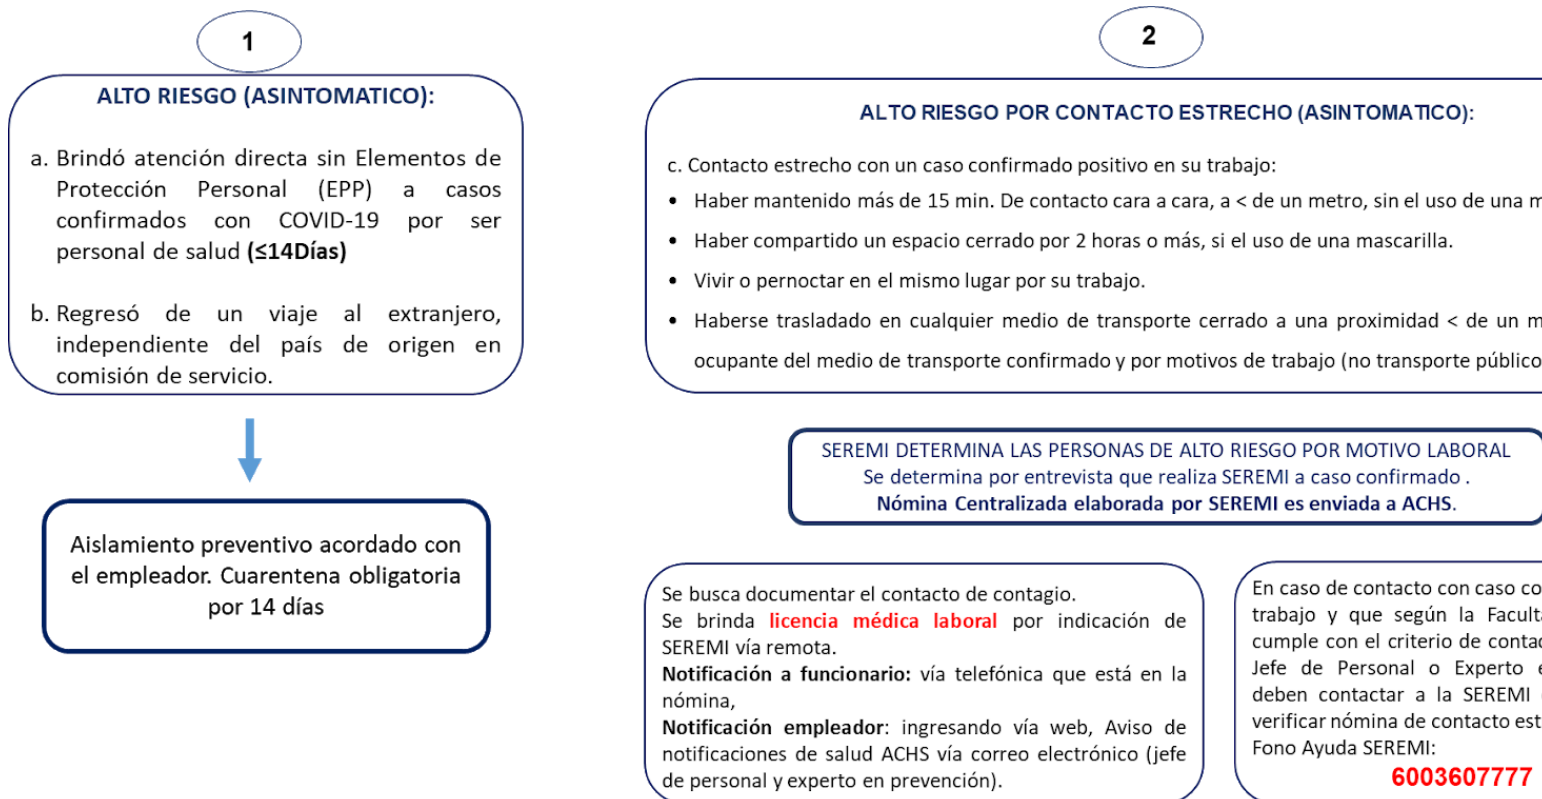 1
ALTO RIESGO (ASINTOMATICO):
a. Brindó atención directa sin Elementos de
Protección Personal (EPP) a casos
confirmados con COVID-19 por ser
personal de salud (≤14Días)
b. Regresó de un viaje al extranjero,
independiente del país de origen en
comisión de servicio.
Aislamiento preventivo acordado con
el empleador. Cuarentena obligatoria
por 14 días
2
ALTO RIESGO POR CONTACTO ESTRECHO (ASINTOMATICO):
c. Contacto estrecho con un caso confirmado positivo en su trabajo:
• Haber mantenido más de 15 min. De contacto cara a cara, a < de un metro, sin el uso de una
• Haber compartido un espacio cerrado por 2 horas o más, si el uso de una mascarilla.
• Vivir o pernoctar en el mismo lugar por su trabajo.
• Haberse trasladado en cualquier medio de transporte cerrado a una proximidad < de un
ocupante del medio de transporte confirmado y por motivos de trabajo (no transporte público
SEREMI DETERMINA LAS PERSONAS DE ALTO RIESGO POR MOTIVO LABORAL
Se determina por entrevista que realiza SEREMI a caso confirmado .
Nómina Centralizada elaborada por SEREMI es enviada a ACHS.
Se busca documentar el contacto de contagio.
Se brinda licencia médica laboral por indicación de
SEREMI vía remota.
Notificación a funcionario: vía telefónica que está en la
nómina,
Notificación empleador: ingresando vía web, Aviso de
notificaciones de salud ACHS vía correo electrónico (jefe
de personal y experto en prevención).
En caso de contacto con caso
trabajo y que según la
cumple con el criterio de
Jefe de Personal o Experto
deben contactar a la SEREMI
verificar nómina de contacto
Fono Ayuda SEREMI:
6003607777